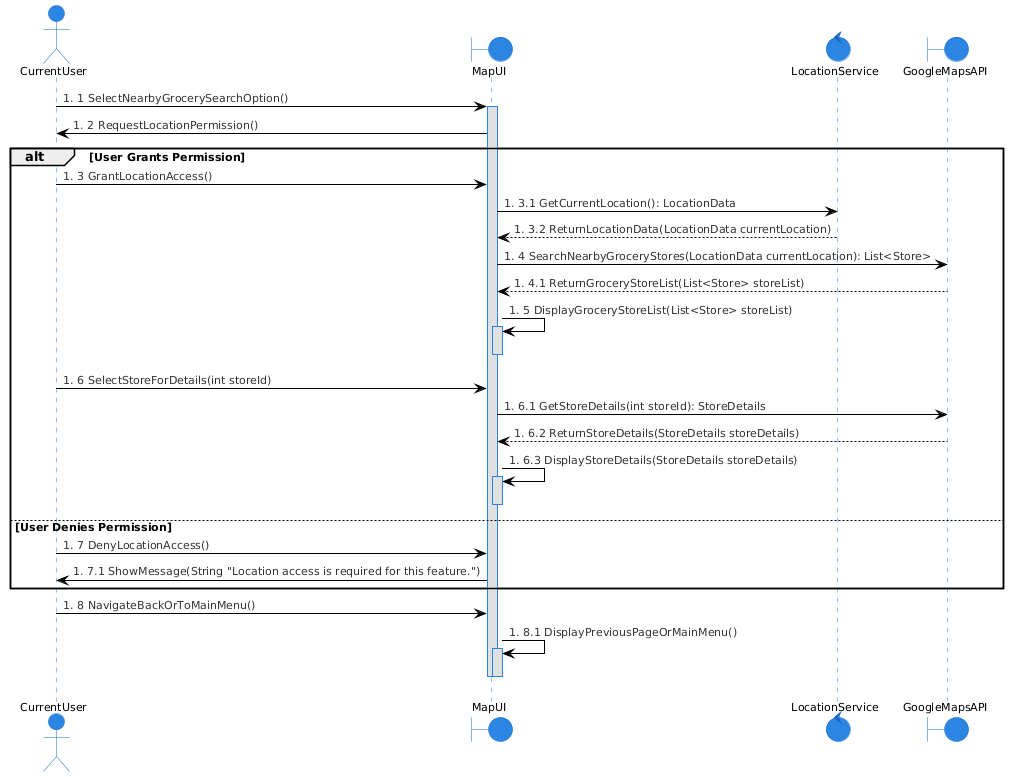 CurrentUser
MapUI
LocationService
GoogleMapsAPI
1. 1 SelectNearbyGrocerySearchOption()
1. 2 RequestLocationPermission()
alt [User Grants Permission]
1. 3 GrantLocationAccess()
1. 3.1 GetCurrentLocation(): LocationData
1. 3.2 ReturnLocationData(LocationData currentLocation)
1. 4 SearchNearbyGroceryStores(LocationData currentLocation): List<Store>
1. 4.1 ReturnGroceryStoreList(List<Store> storeList)
1. 5 DisplayGroceryStoreList(List<Store> storeList)
1. 6 SelectStoreForDetails(int storeId)
1. 6.1 GetStoreDetails(int storeId): StoreDetails
1. 6.2 ReturnStoreDetails(StoreDetails storeDetails)
1. 6.3 DisplayStoreDetails(StoreDetails storeDetails)
[User Denies Permission]
1. 7 DenyLocationAccess()
1. 7.1 ShowMessage(String "Location access is required for this feature.")
1. 8 NavigateBackOrToMainMenu()
1. 8.1 DisplayPreviousPageOrMainMenu()
CurrentUser
MapUI
LocationService
GoogleMapsAPI